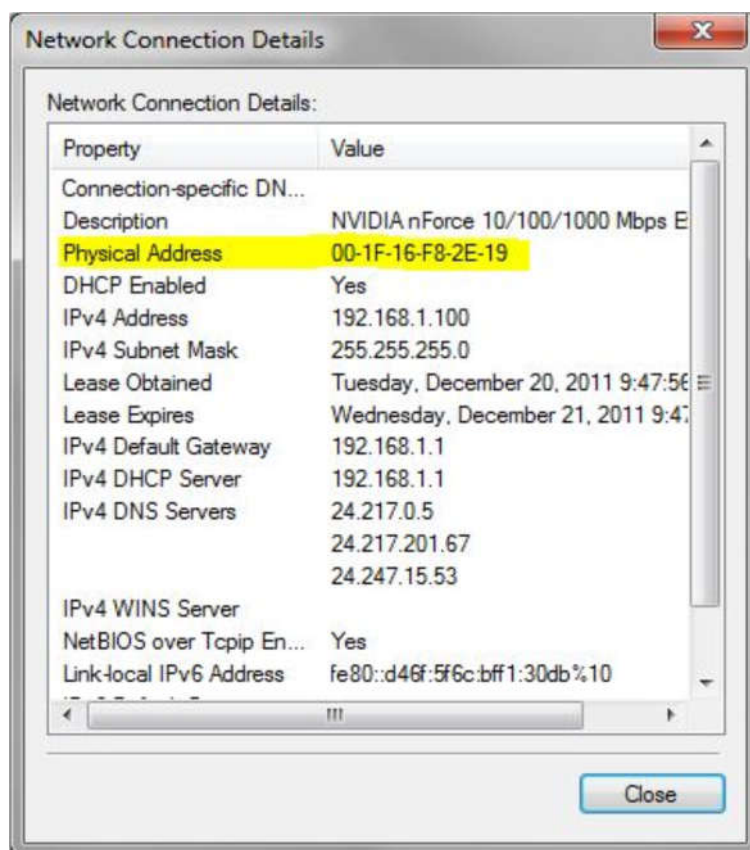 Network Connection Details
Network Connection Details:
Property Value
Connection-specific DN...
Description NVIDIA nForce 10/100/1000 Mbps E
Physical Address 00-1F-16-F8-2E-19
DHCP Enabled Yes
IPv4 Address 192.168.1.100
IPv4 Subnet Mask 255.255.255.0
Lease Obtained Tuesday, December 20, 2011 9:47:56
Lease Expires Wednesday, December 21, 2011 9:47
IPv4 Default Gateway 192.168.1.1
IPv4 DHCP Server 192.168.1.1
IPv4 DNS Servers 24.217.0.5
24.217.201.67
24.247.15.53
IPv4 WINS Server
NetBIOS over Tcpip En... Yes
Link-local IPv6 Address fe80::d46f:5f6c:bff1:30db%10
Close